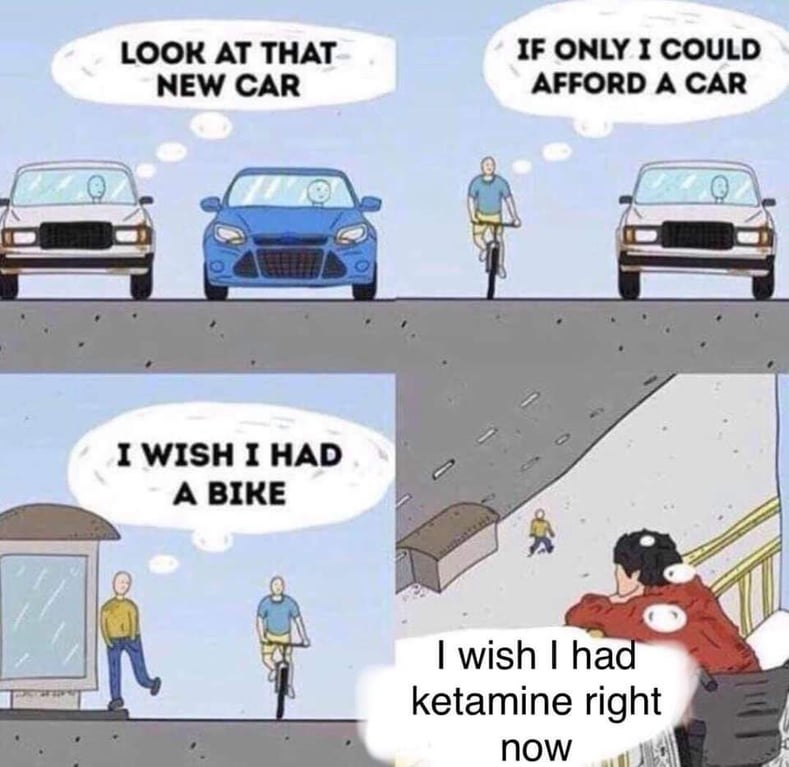 LOOK AT THAT
NEW CAR
IF ONLY I COULD
AFFORD A CAR
I WISH I HAD
A BIKE
I wish I had
ketamine right
now